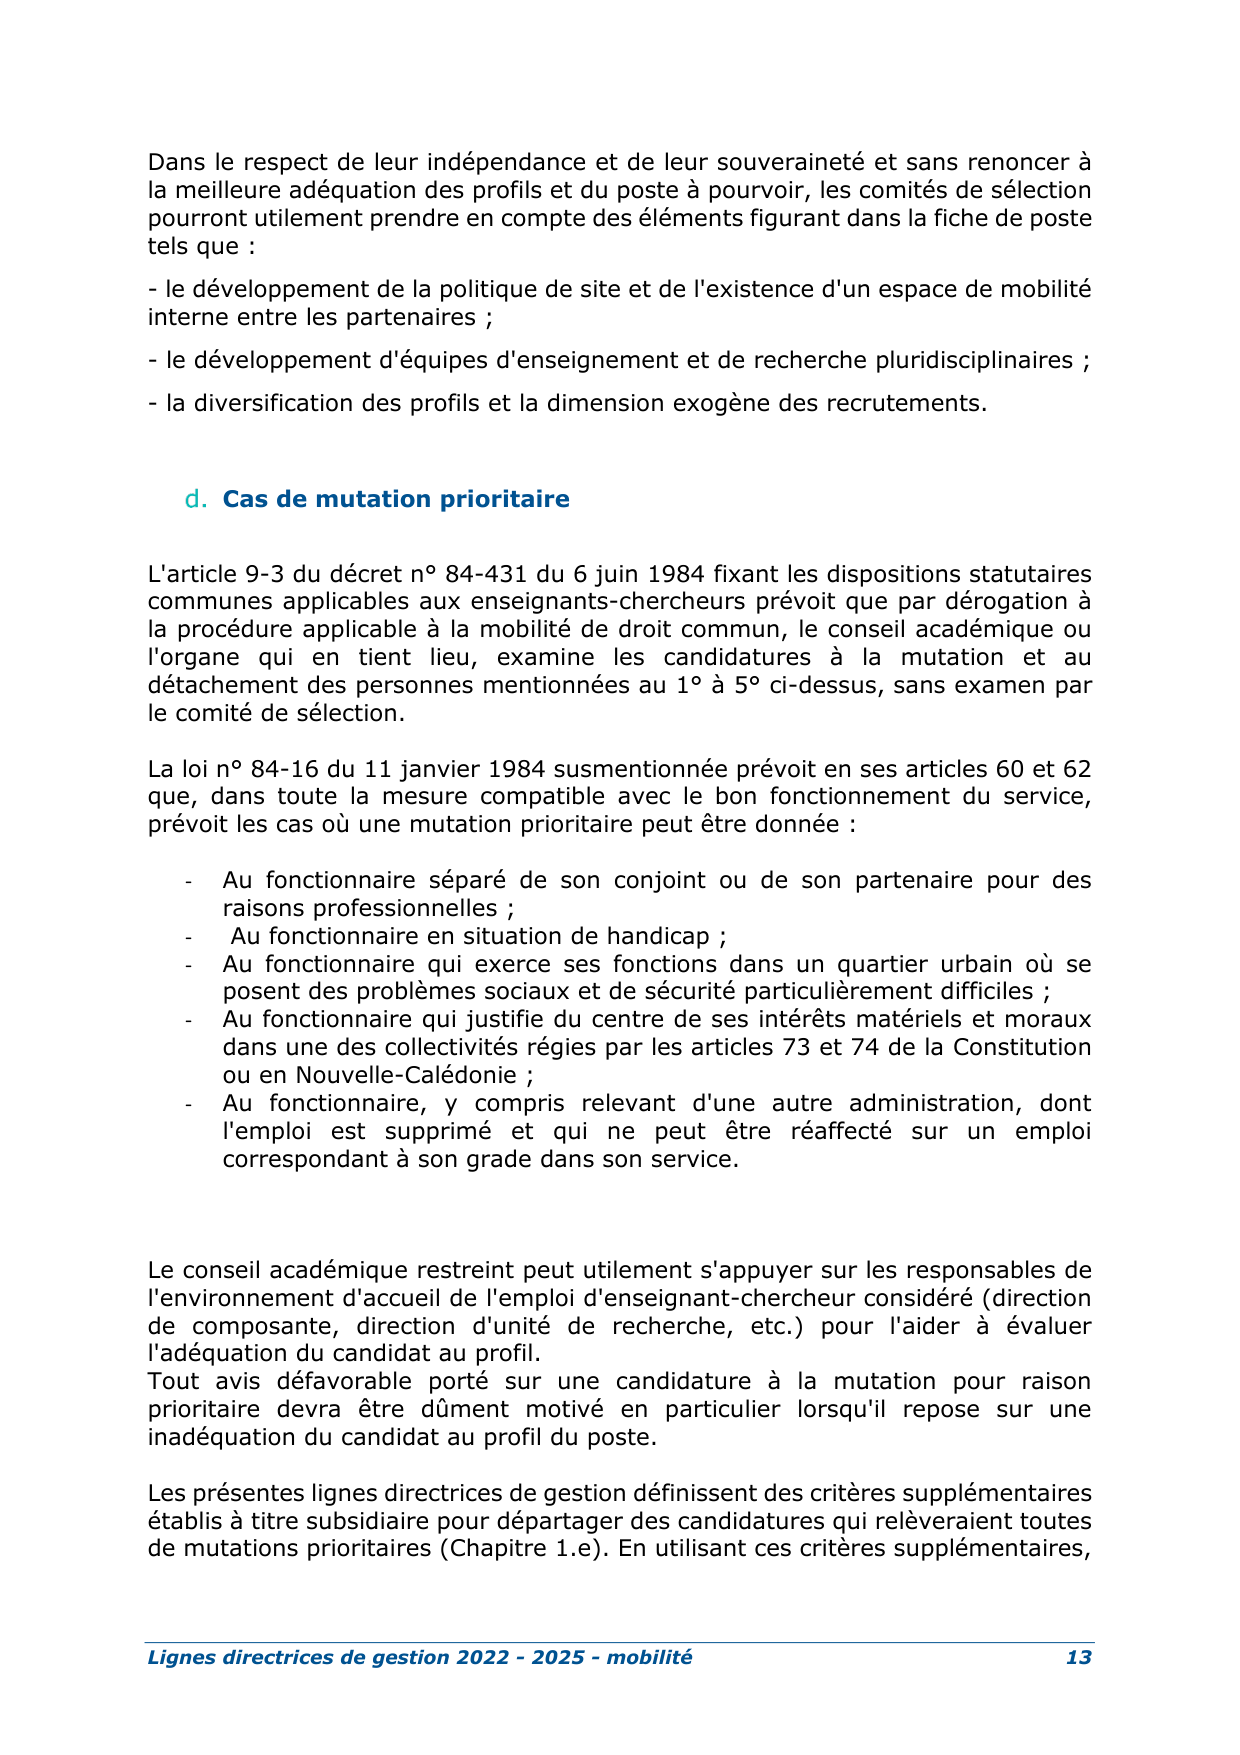 Dans le respect de leur indépendance et de leur souveraineté et sans renoncer à
la meilleure adéquation des profils et du poste à pourvoir, les comités de sélection
pourront utilement prendre en compte des éléments figurant dans la fiche de poste
tels que :
- le développement de la politique de site et de l'existence d'un espace de mobilité
interne entre les partenaires ;
- le développement d'équipes d'enseignement et de recherche pluridisciplinaires ;
- la diversification des profils et la dimension exogène des recrutements.
d. Cas de mutation prioritaire
L'article 9-3 du décret n° 84-431 du 6 juin 1984 fixant les dispositions statutaires
communes applicables aux enseignants-chercheurs prévoit que par dérogation à
la procédure applicable à la mobilité de droit commun, le conseil académique ou
l'organe qui en tient lieu, examine les candidatures à la mutation et au
détachement des personnes mentionnées au 1° à 5° ci-dessus, sans examen par
le comité de sélection.
La loi n° 84-16 du 11 janvier 1984 susmentionnée prévoit en ses articles 60 et 62
que, dans toute la mesure compatible avec le bon fonctionnement du service,
prévoit les cas où une mutation prioritaire peut être donnée :
- Au fonctionnaire séparé de son conjoint ou de son partenaire pour des
raisons professionnelles ;
- Au fonctionnaire en situation de handicap ;
- Au fonctionnaire qui exerce ses fonctions dans un quartier urbain où se
posent des problèmes sociaux et de sécurité particulièrement difficiles ;
- Au fonctionnaire qui justifie du centre de ses intérêts matériels et moraux
dans une des collectivités régies par les articles 73 et 74 de la Constitution
ou en Nouvelle-Calédonie ;
- Au fonctionnaire, y compris relevant d'une autre administration, dont
l'emploi est supprimé et qui ne peut être réaffecté sur un emploi
correspondant à son grade dans son service.
Le conseil académique restreint peut utilement s'appuyer sur les responsables de
l'environnement d'accueil de l'emploi d'enseignant-chercheur considéré (direction
de composante, direction d'unité de recherche, etc.) pour l'aider à évaluer
l'adéquation du candidat au profil.
Tout avis défavorable porté sur une candidature à la mutation pour raison
prioritaire devra être dûment motivé en particulier lorsqu'il repose sur une
inadéquation du candidat au profil du poste.
Les présentes lignes directrices de gestion définissent des critères supplémentaires
établis à titre subsidiaire pour départager des candidatures qui relèveraient toutes
de mutations prioritaires (Chapitre 1.e). En utilisant ces critères supplémentaires,
Lignes directrices de gestion 2022 - 2025 - mobilité 13